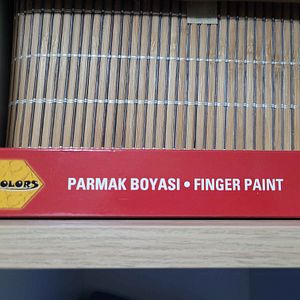 OLORS
PARMAK BOYASI • FINGER PAINT